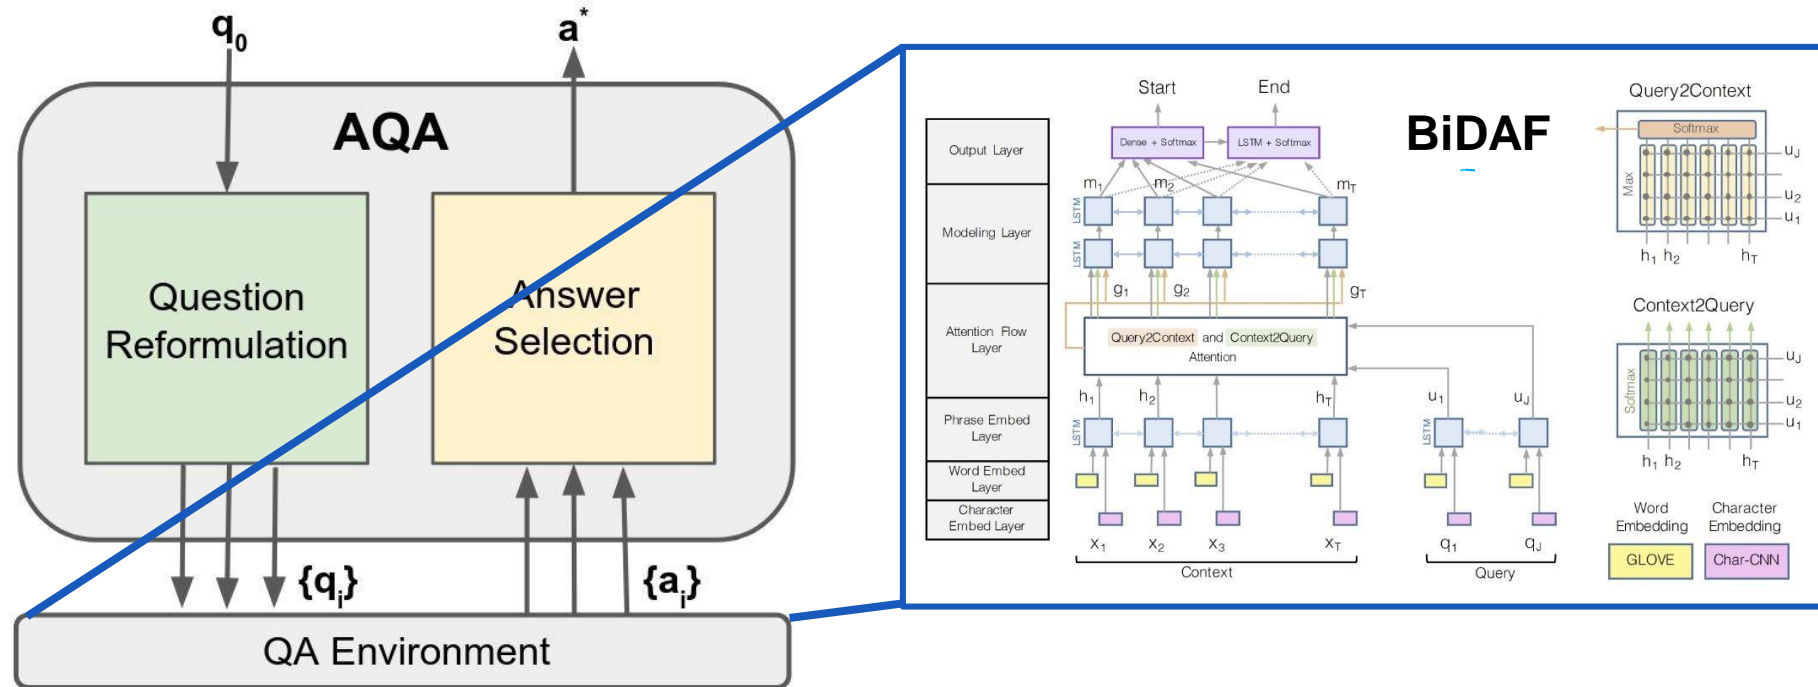 q0
a*
AQA
Question
Reformulation
Answer
Selection
{qi}
{ai}
QA Environment
BiDAF
Start
End
Output Layer
Dense + Softmax
LSTM + Softmax
m1
m2
mT
Modeling Layer
LSTM
LSTM
g1
g2
gT
Attention Flow
Layer
Query2Context and Context2Query
Attention
h1
h2
hT
u1
uJ
Phrase Embed
Layer
LSTM
LSTM
Word Embed
Layer
Character
Embed Layer
x1
x2
x3
xT
q1
qJ
Context
Query
Query2Context
Softmax
Max
uJ
u2
u1
h1 h2
hT
Context2Query
Softmax
uJ
u2
u1
h1 h2
hT
Word
Embedding
Character
Embedding
GLOVE
Char-CNN